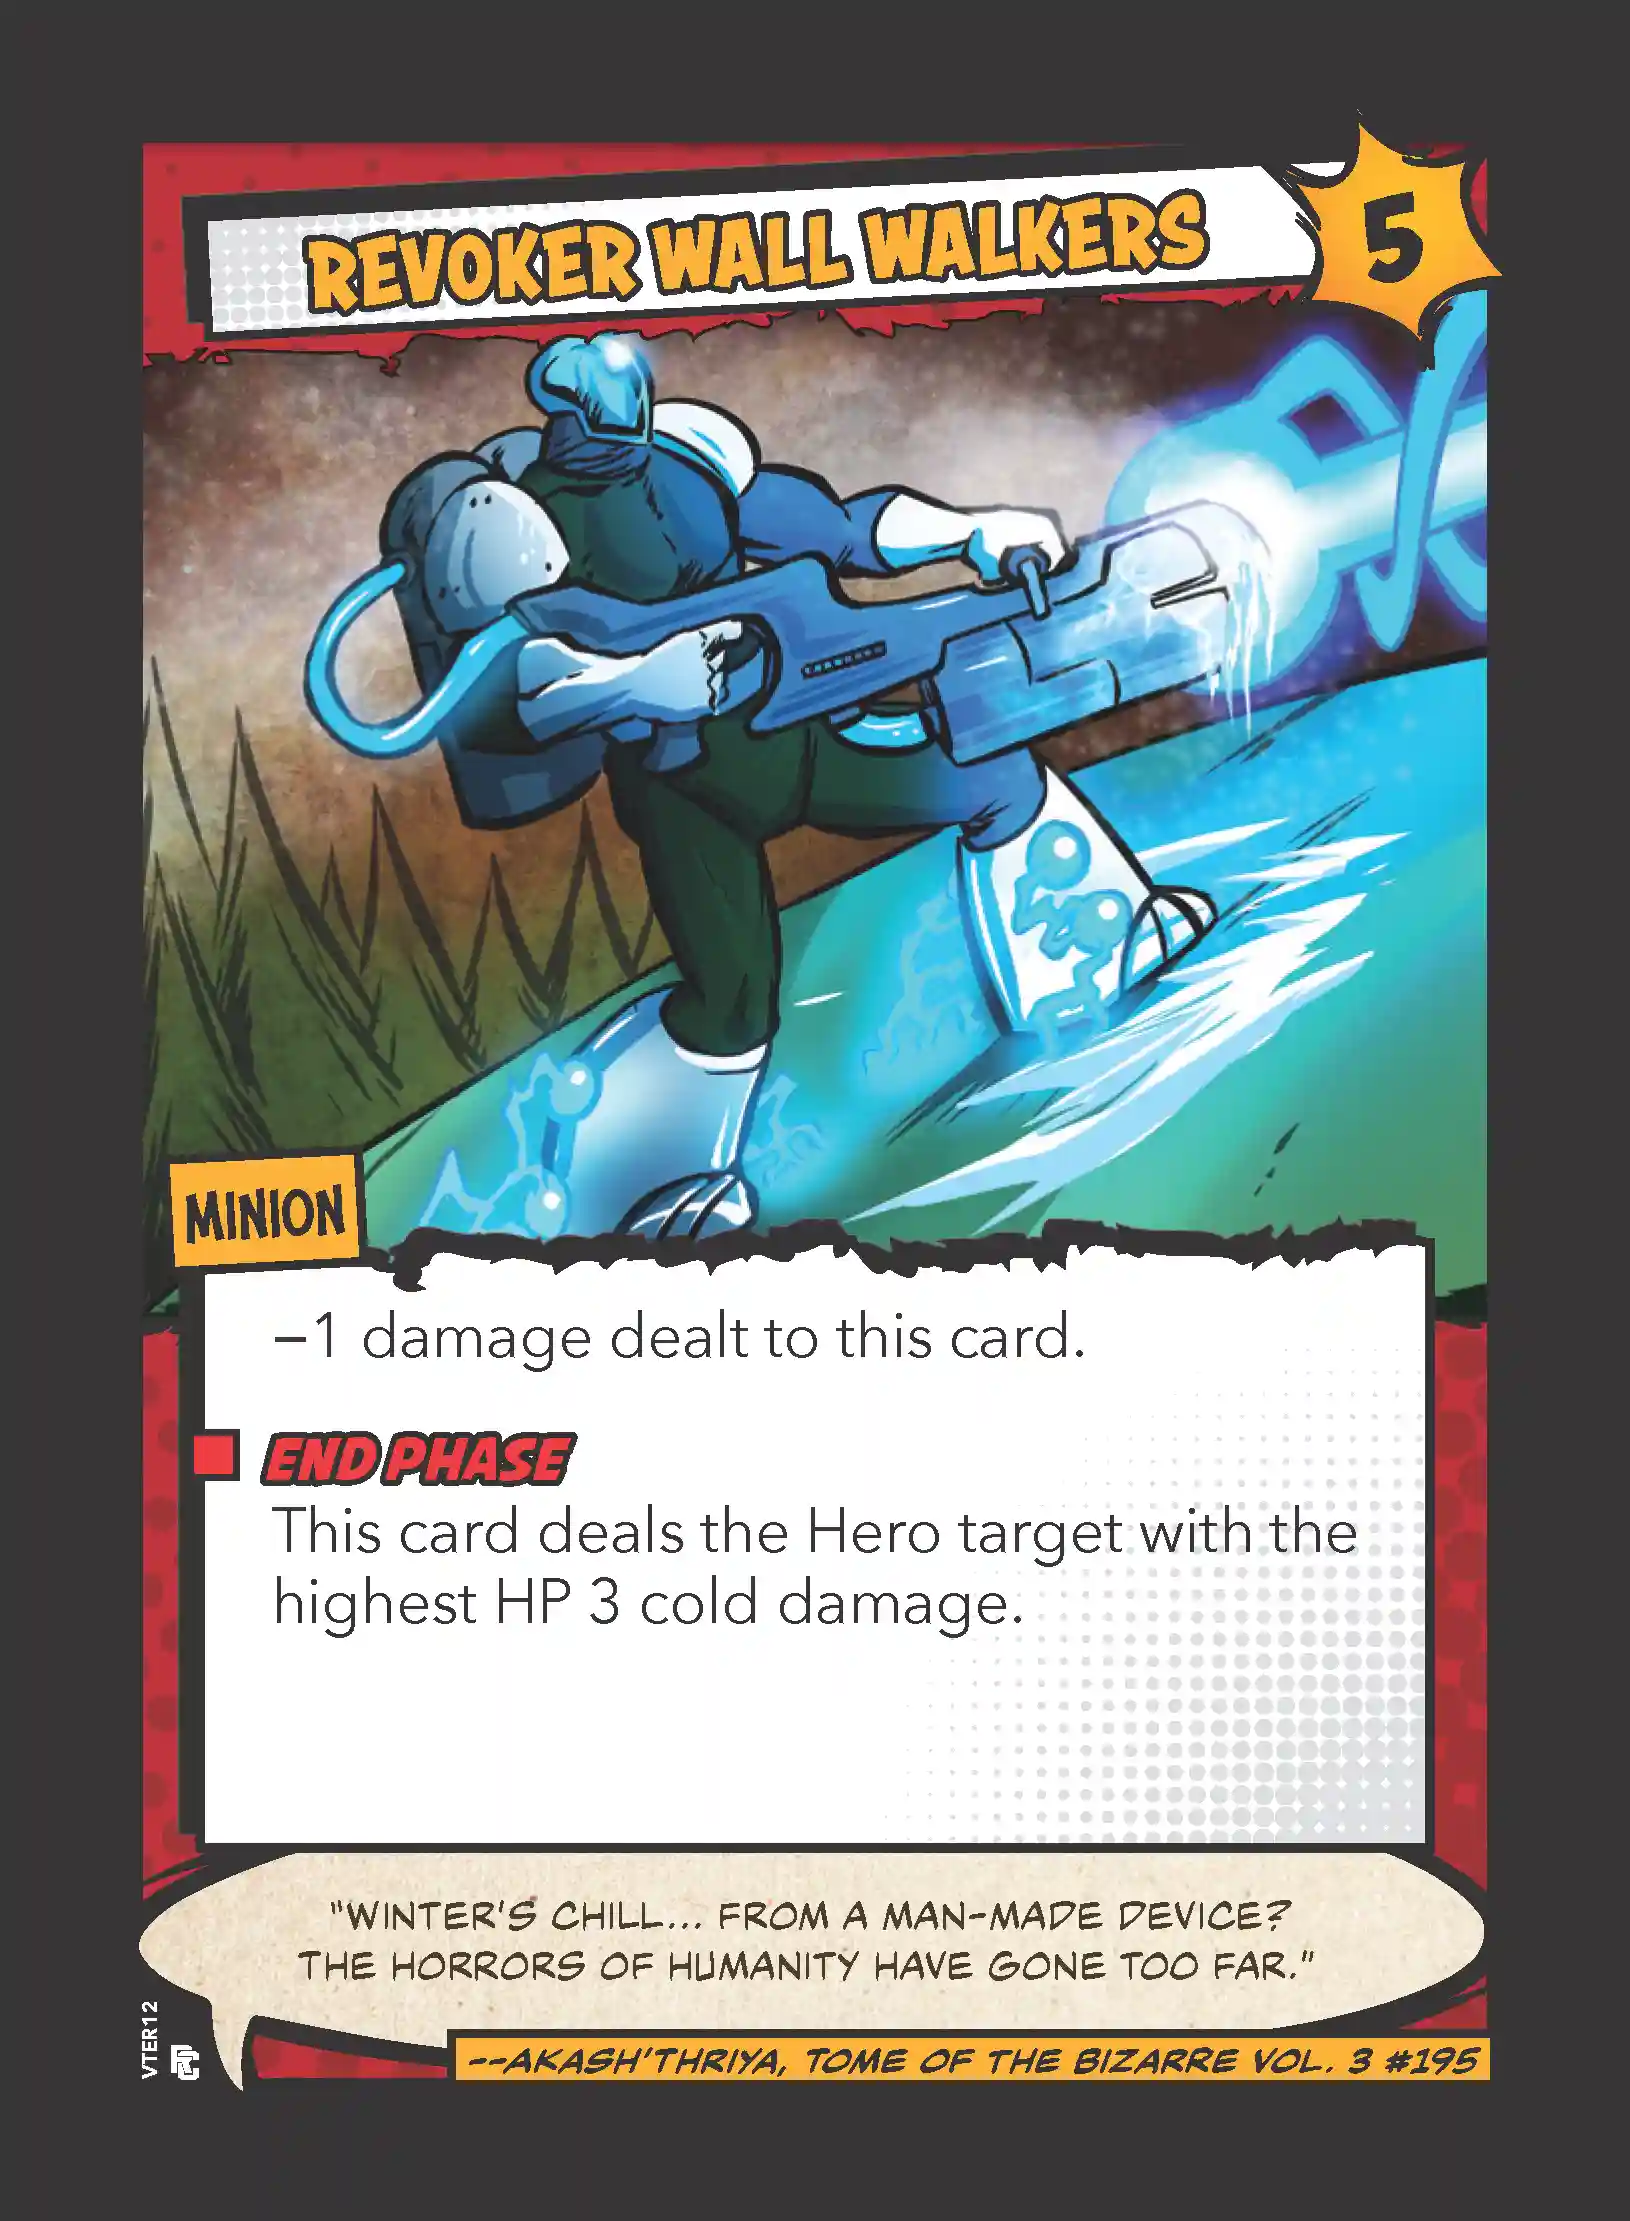 REVOKER WALL WALKERS
5
MINION
–1 damage dealt to this card.
END PHASE
This card deals the Hero target with the
highest HP 3 cold damage.
"WINTER'S CHILL... FROM A MAN-MADE DEVICE?
THE HORRORS OF HUMANITY HAVE GONE TOO FAR."
--AKASH'THRIYA, TOME OF THE BIZARRE VOL. 3 #195
VTER12